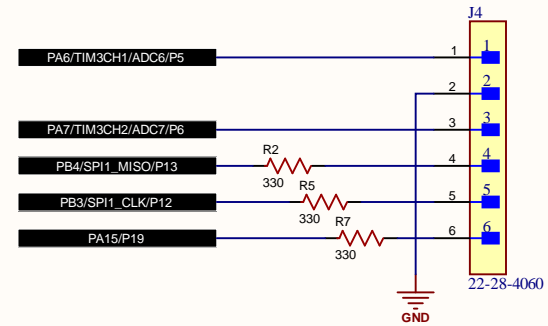 J4
PA6/TIM3CH1/ADC6/P5
1
1
2
2
PA7/TIM3CH2/ADC7/P6
3
3
R2
PB4/SPI1_MISO/P13
4
4
330
R5
PB3/SPI1_CLK/P12
5
5
330
R7
PA15/P19
6
6
330
22-28-4060
GND